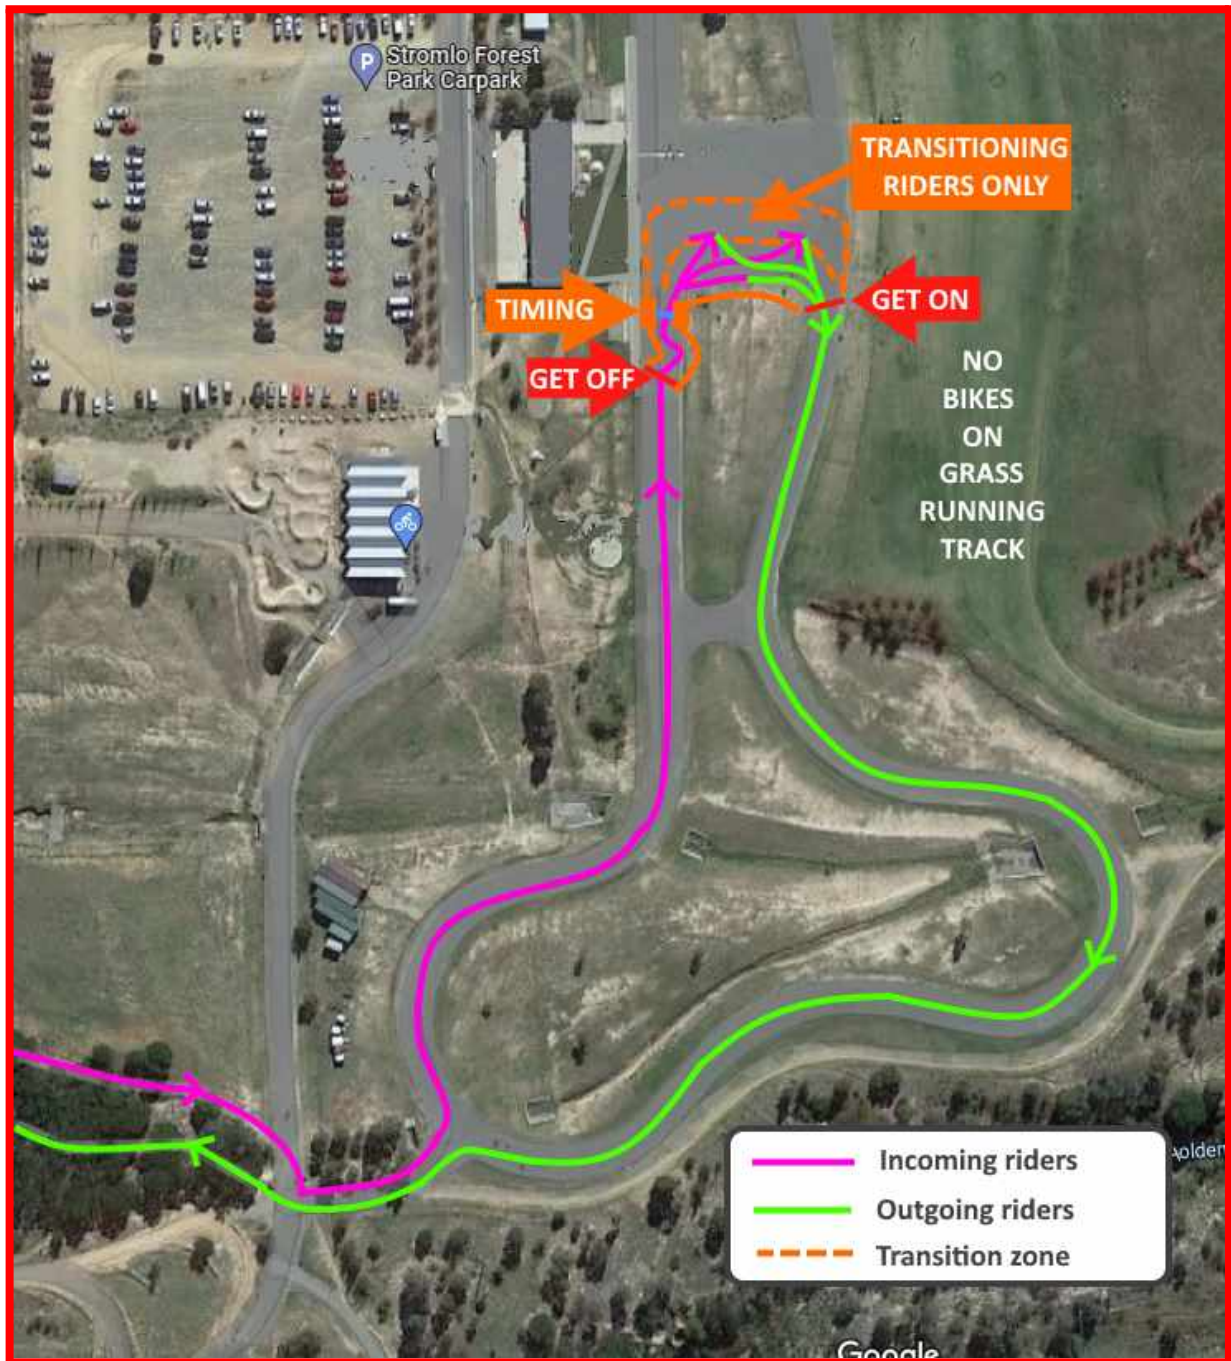 Stromlo Forest
Park Carpark
TRANSITIONING
RIDERS ONLY
TIMING
GET ON
GET OFF
NO
BIKES
ON
GRASS
RUNNING
TRACK
Incoming riders
Outgoing riders
Transition zone
Google